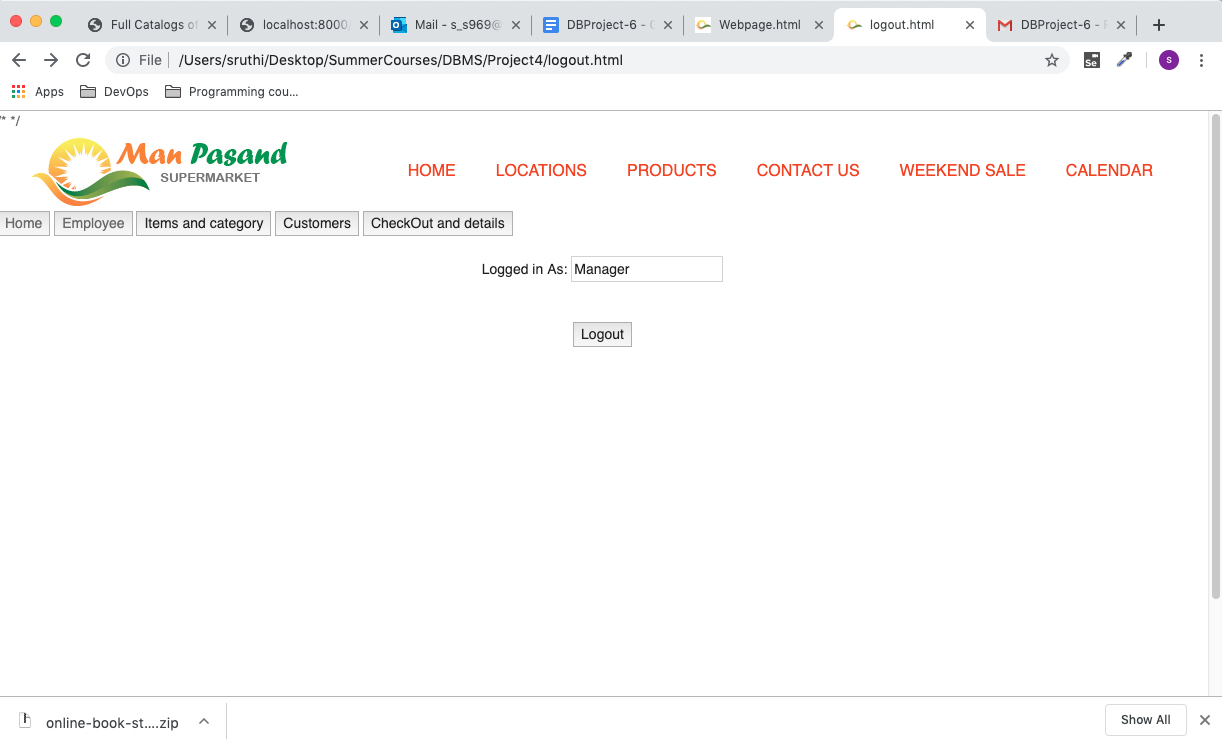 Full Catalogs of
localhost:8000/
Mail - s_s969@
DBProject-6 -
Webpage.html
logout.html
DBProject-6 -
File
/Users/sruthi/Desktop/SummerCourses/DBMS/Project4/logout.html
Se
s
Apps
DevOps
Programming cou...
* */
Man Pasand
SUPERMARKET
HOME
LOCATIONS
PRODUCTS
CONTACT US
WEEKEND SALE
CALENDAR
Home
Employee
Items and category
Customers
CheckOut and details
Logged in As: Manager
Logout
online-book-st....zip
Show All